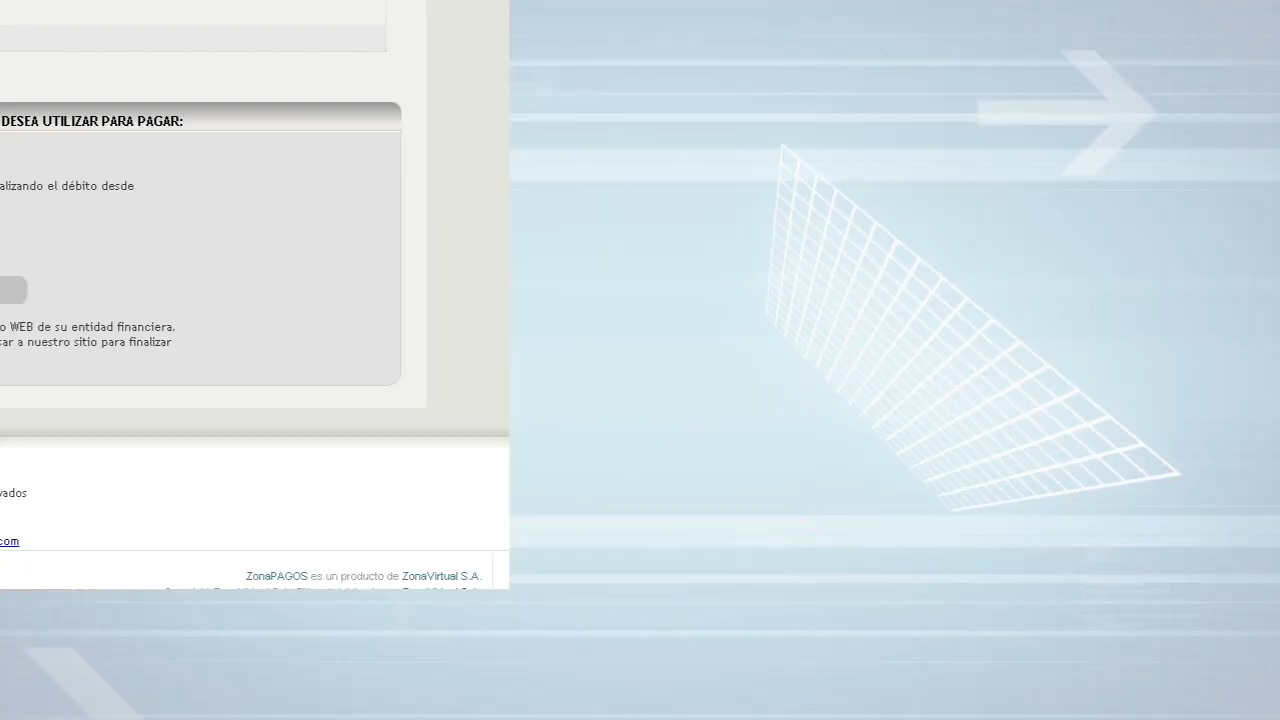 DESEA UTILIZAR PARA PAGAR:
alizando el débito desde
o WEB de su entidad financiera.
sar a nuestro sitio para finalizar
vados
com
ZonaPAGOS es un producto de ZonaVirtual S.A.